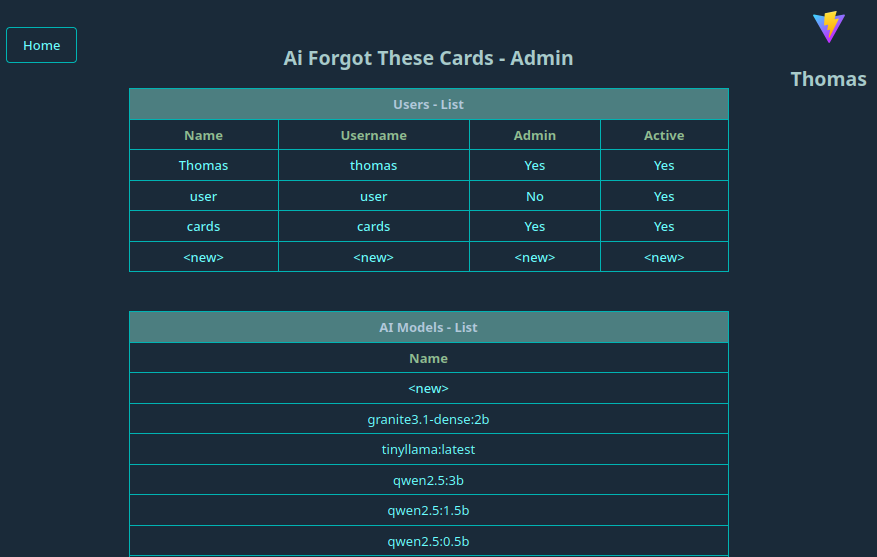 Home
Ai Forgot These Cards - Admin
Thomas
Users - List
Name Username Admin Active
Thomas thomas Yes Yes
user user No Yes
cards cards Yes Yes
<new> <new> <new> <new>
AI Models - List
Name
<new>
granite3.1-dense:2b
tinyllama:latest
qwen2.5:3b
qwen2.5:1.5b
qwen2.5:0.5b